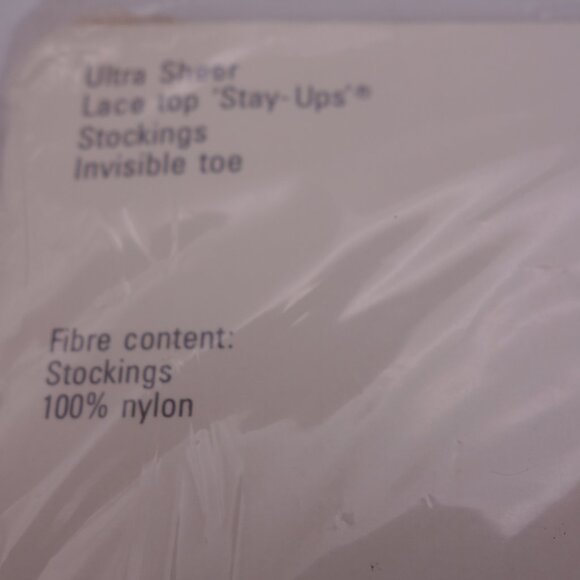 Ultra Sheer
Lace top 'Stay-Ups'®
Stockings
Invisible toe
Fibre content:
Stockings
100% nylon